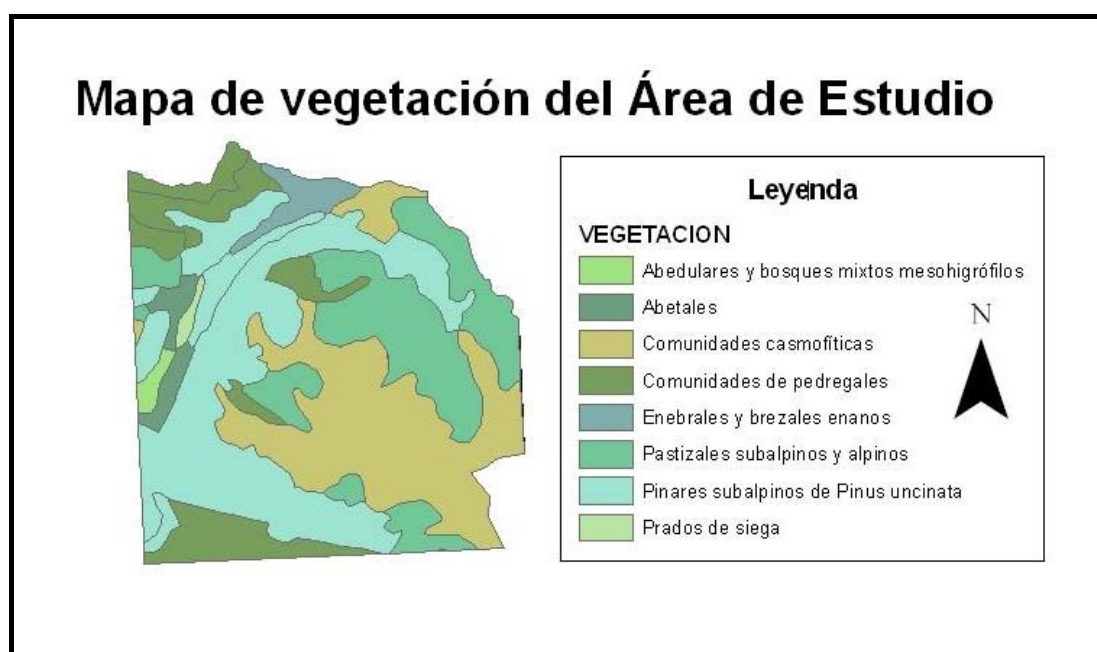 Mapa de vegetación del Área de Estudio
Leyenda
VEGETACION
Abedulares y bosques mixtos mesohigrófilos
Abetales
Comunidades casmofíticas
Comunidades de pedregales
Enebrales y brezales enanos
Pastizales subalpinos y alpinos
Pinares subalpinos de Pinus uncinata
Prados de siega
N